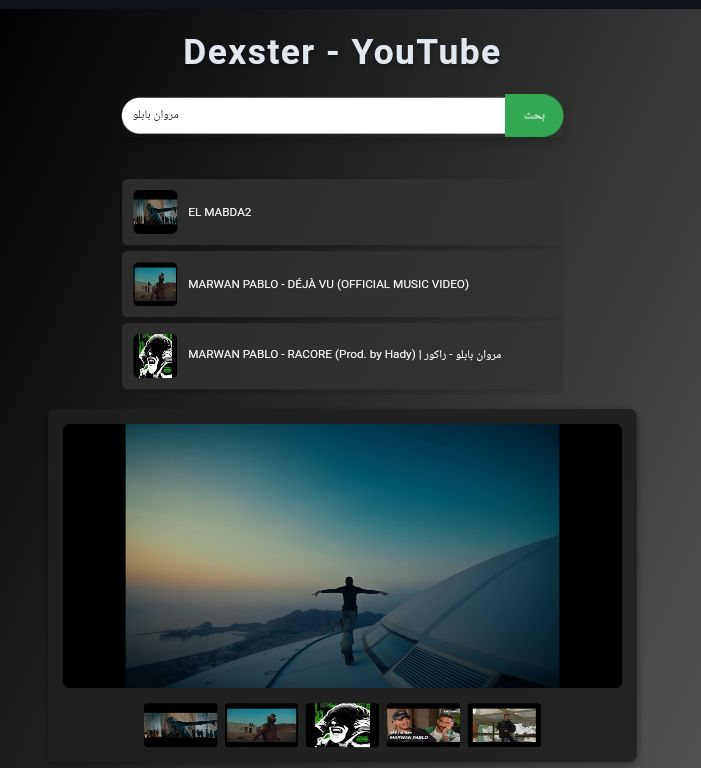 Dexster - YouTube
مروان بابلو
بحث
EL MABDA2
MARWAN PABLO - DÉJÀ VU (OFFICIAL MUSIC VIDEO)
MARWAN PABLO - RACORE (Prod. by Hady) | مروان بابلو - راكور
MARWAN PABLO